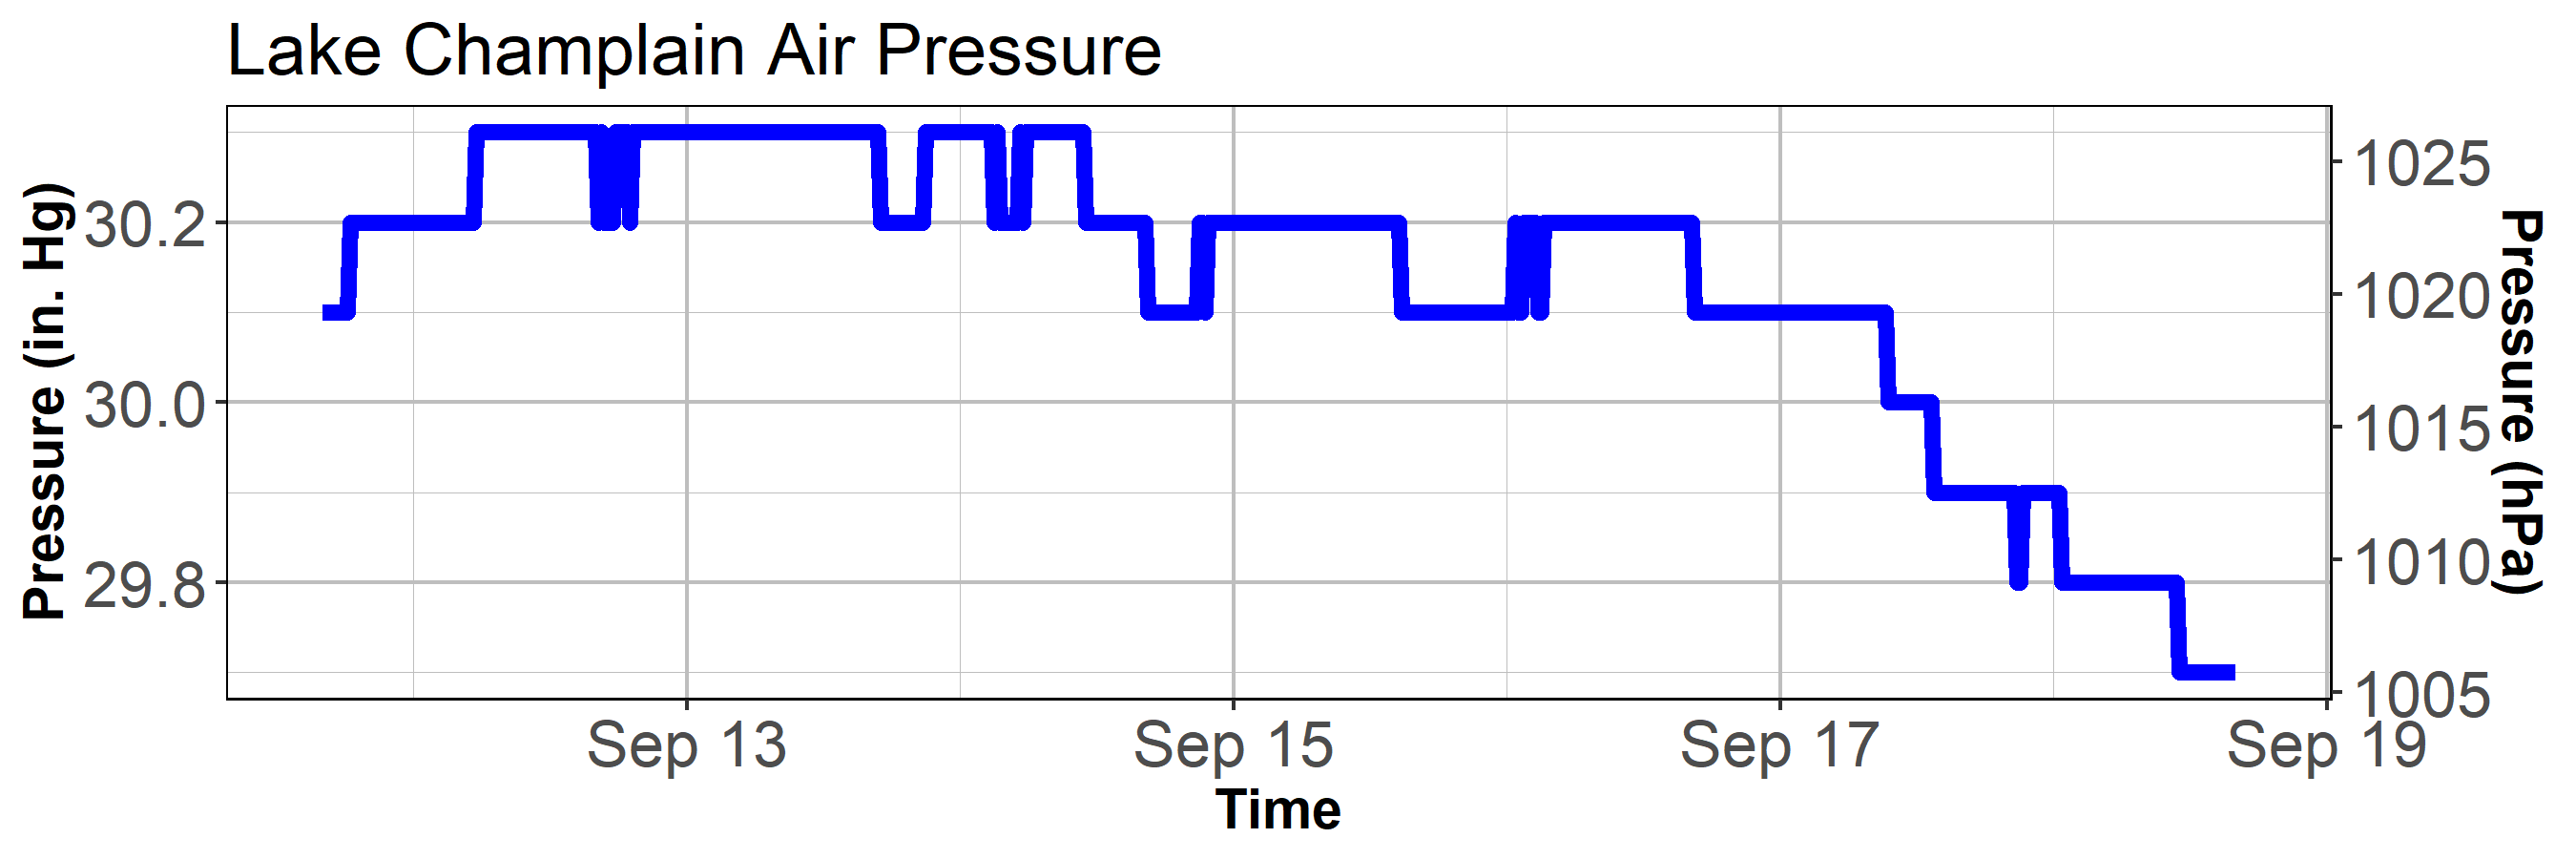 Lake Champlain Air Pressure
Pressure (in. Hg)
30.2
30.0
29.8
1025
1020
1015
1010
1005
Pressure (hPa)
Sep 13 Sep 15 Sep 17 Sep 19
Time